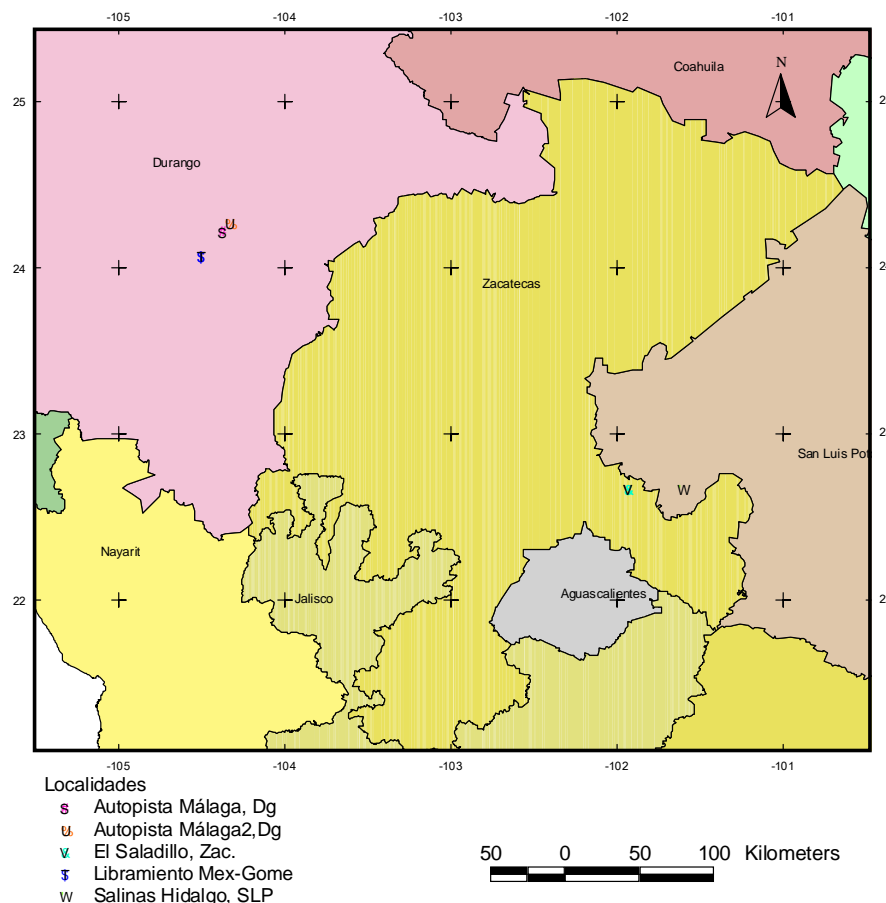 -105 -104 -103 -102 -101
Coahuila
N
25 2
Durango
U
S
24 2
T
Zacatecas
23
San Luis Pot
V W
Nayarit
Aguascalientes
22 Jalisco 2
-105 -104 -103 -102 -101
Localidades
S Autopista Málaga, Dg
U Autopista Málaga2,Dg
V El Saladillo, Zac.
T Libramiento Mex-Gome
W Salinas Hidalgo, SLP
50 0 50 100 Kilometers